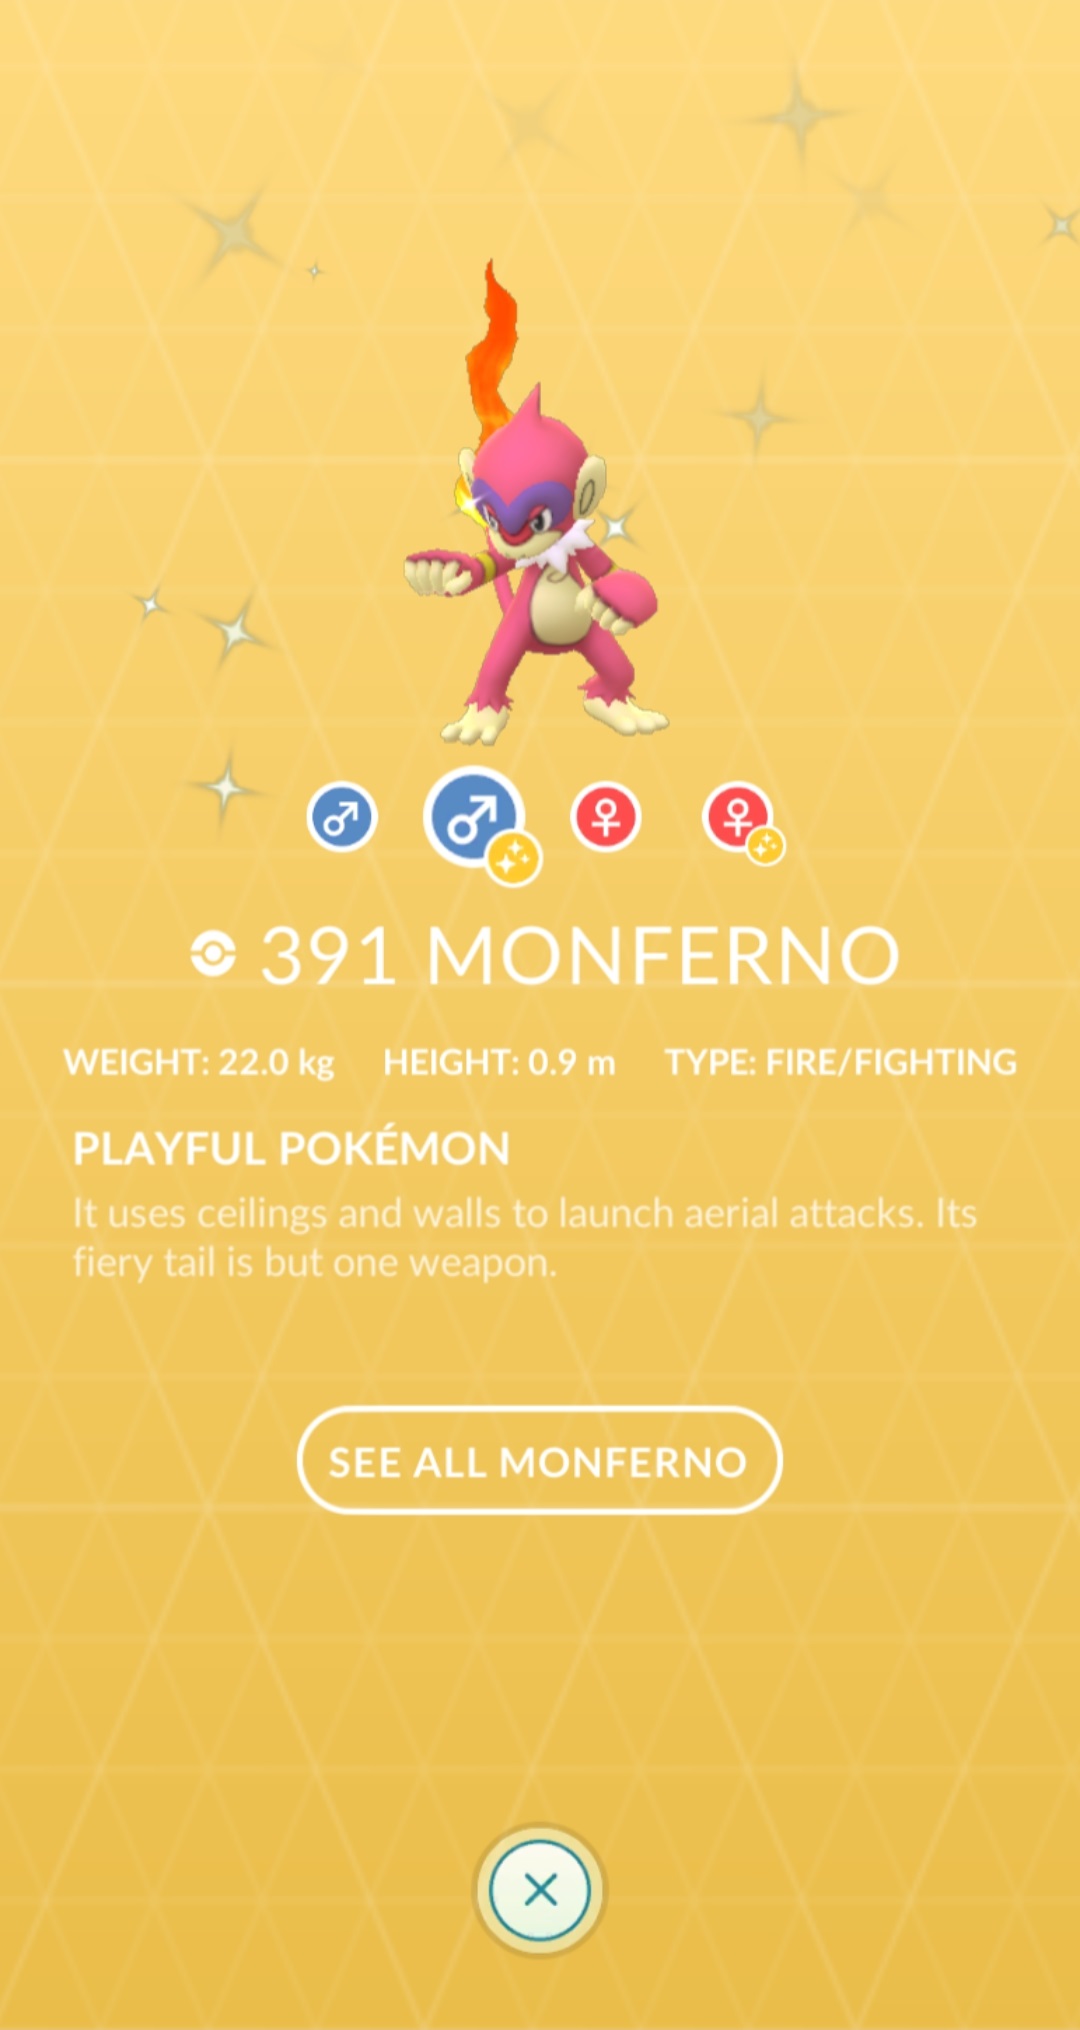 391 MONFERNO
WEIGHT: 22.0 kg HEIGHT: 0.9 m TYPE: FIRE/FIGHTING
PLAYFUL POKÉMON
It uses ceilings and walls to launch aerial attacks. Its
fiery tail is but one weapon.
SEE ALL MONFERNO